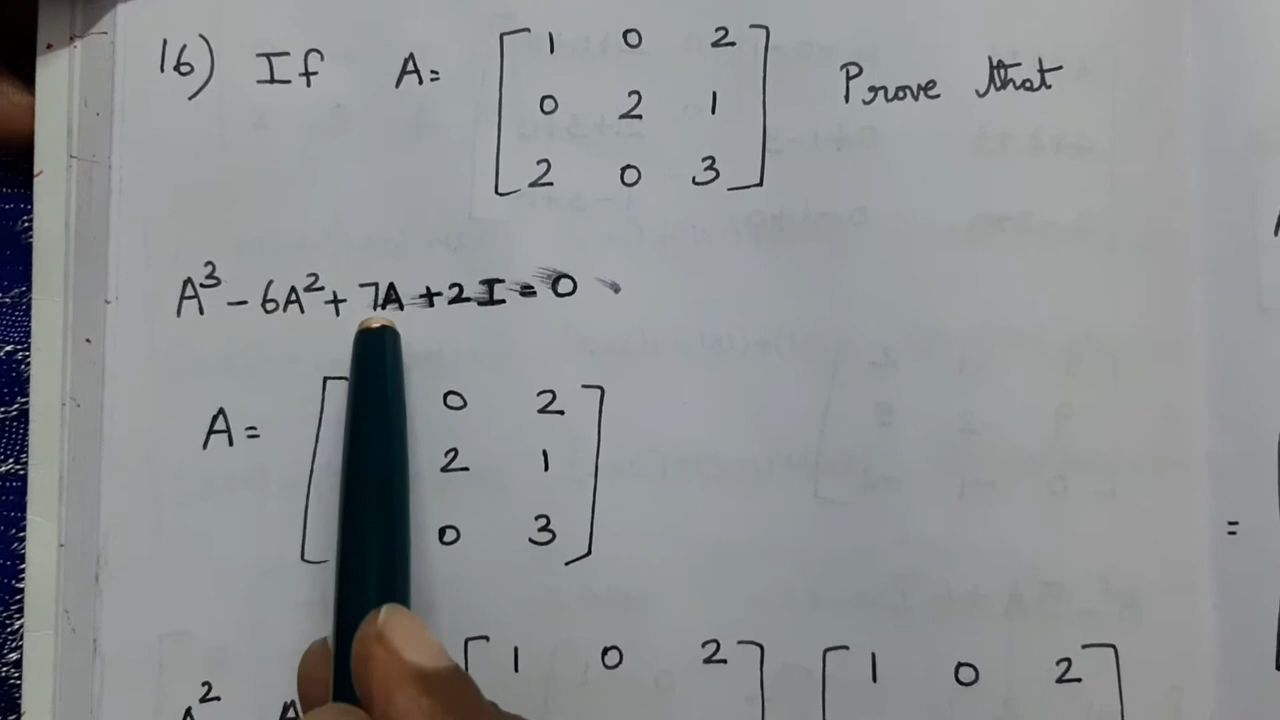 16) If A= [ 1 0 2 Prove that
0 2 1
2 0 3 ]
A³ - 6A² + 7A + 2I = 0
A= [ 0 2
2 1
0 3 ]
A² A [ 1 0 2 ] [ 1 0 2 ]
=